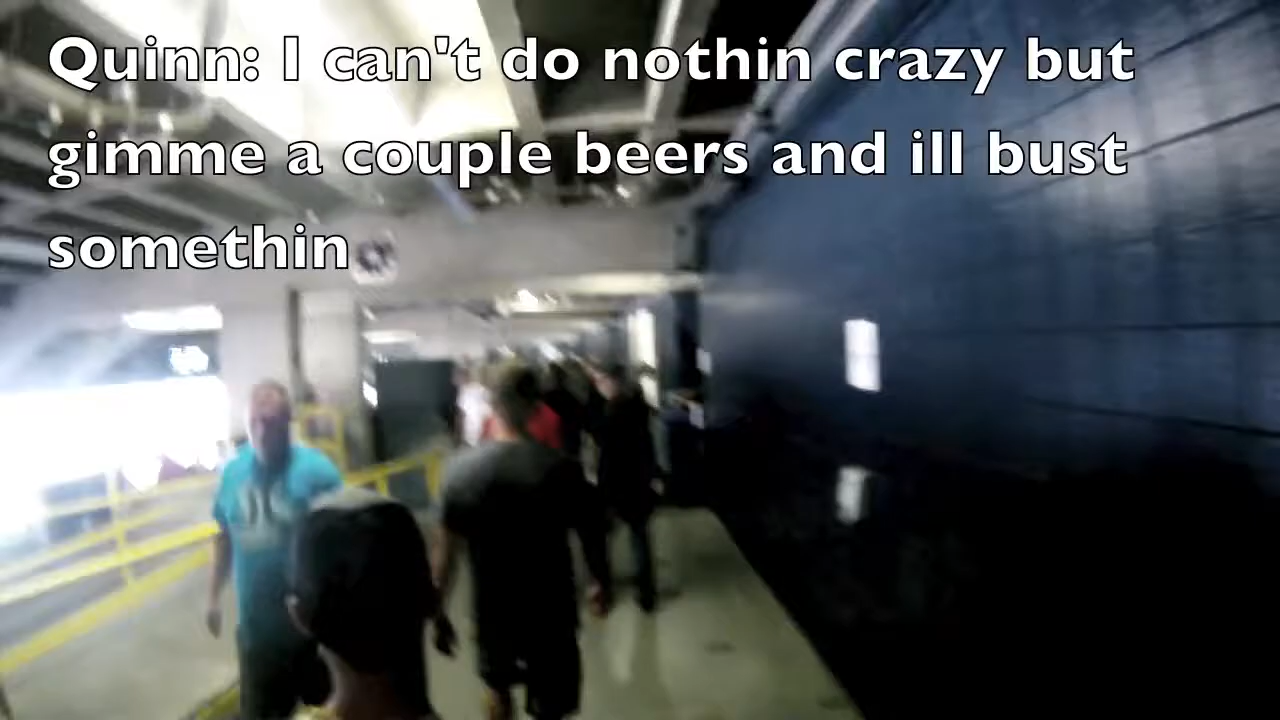 Quinn: I can't do nothin crazy but
gimme a couple beers and ill bust
somethin